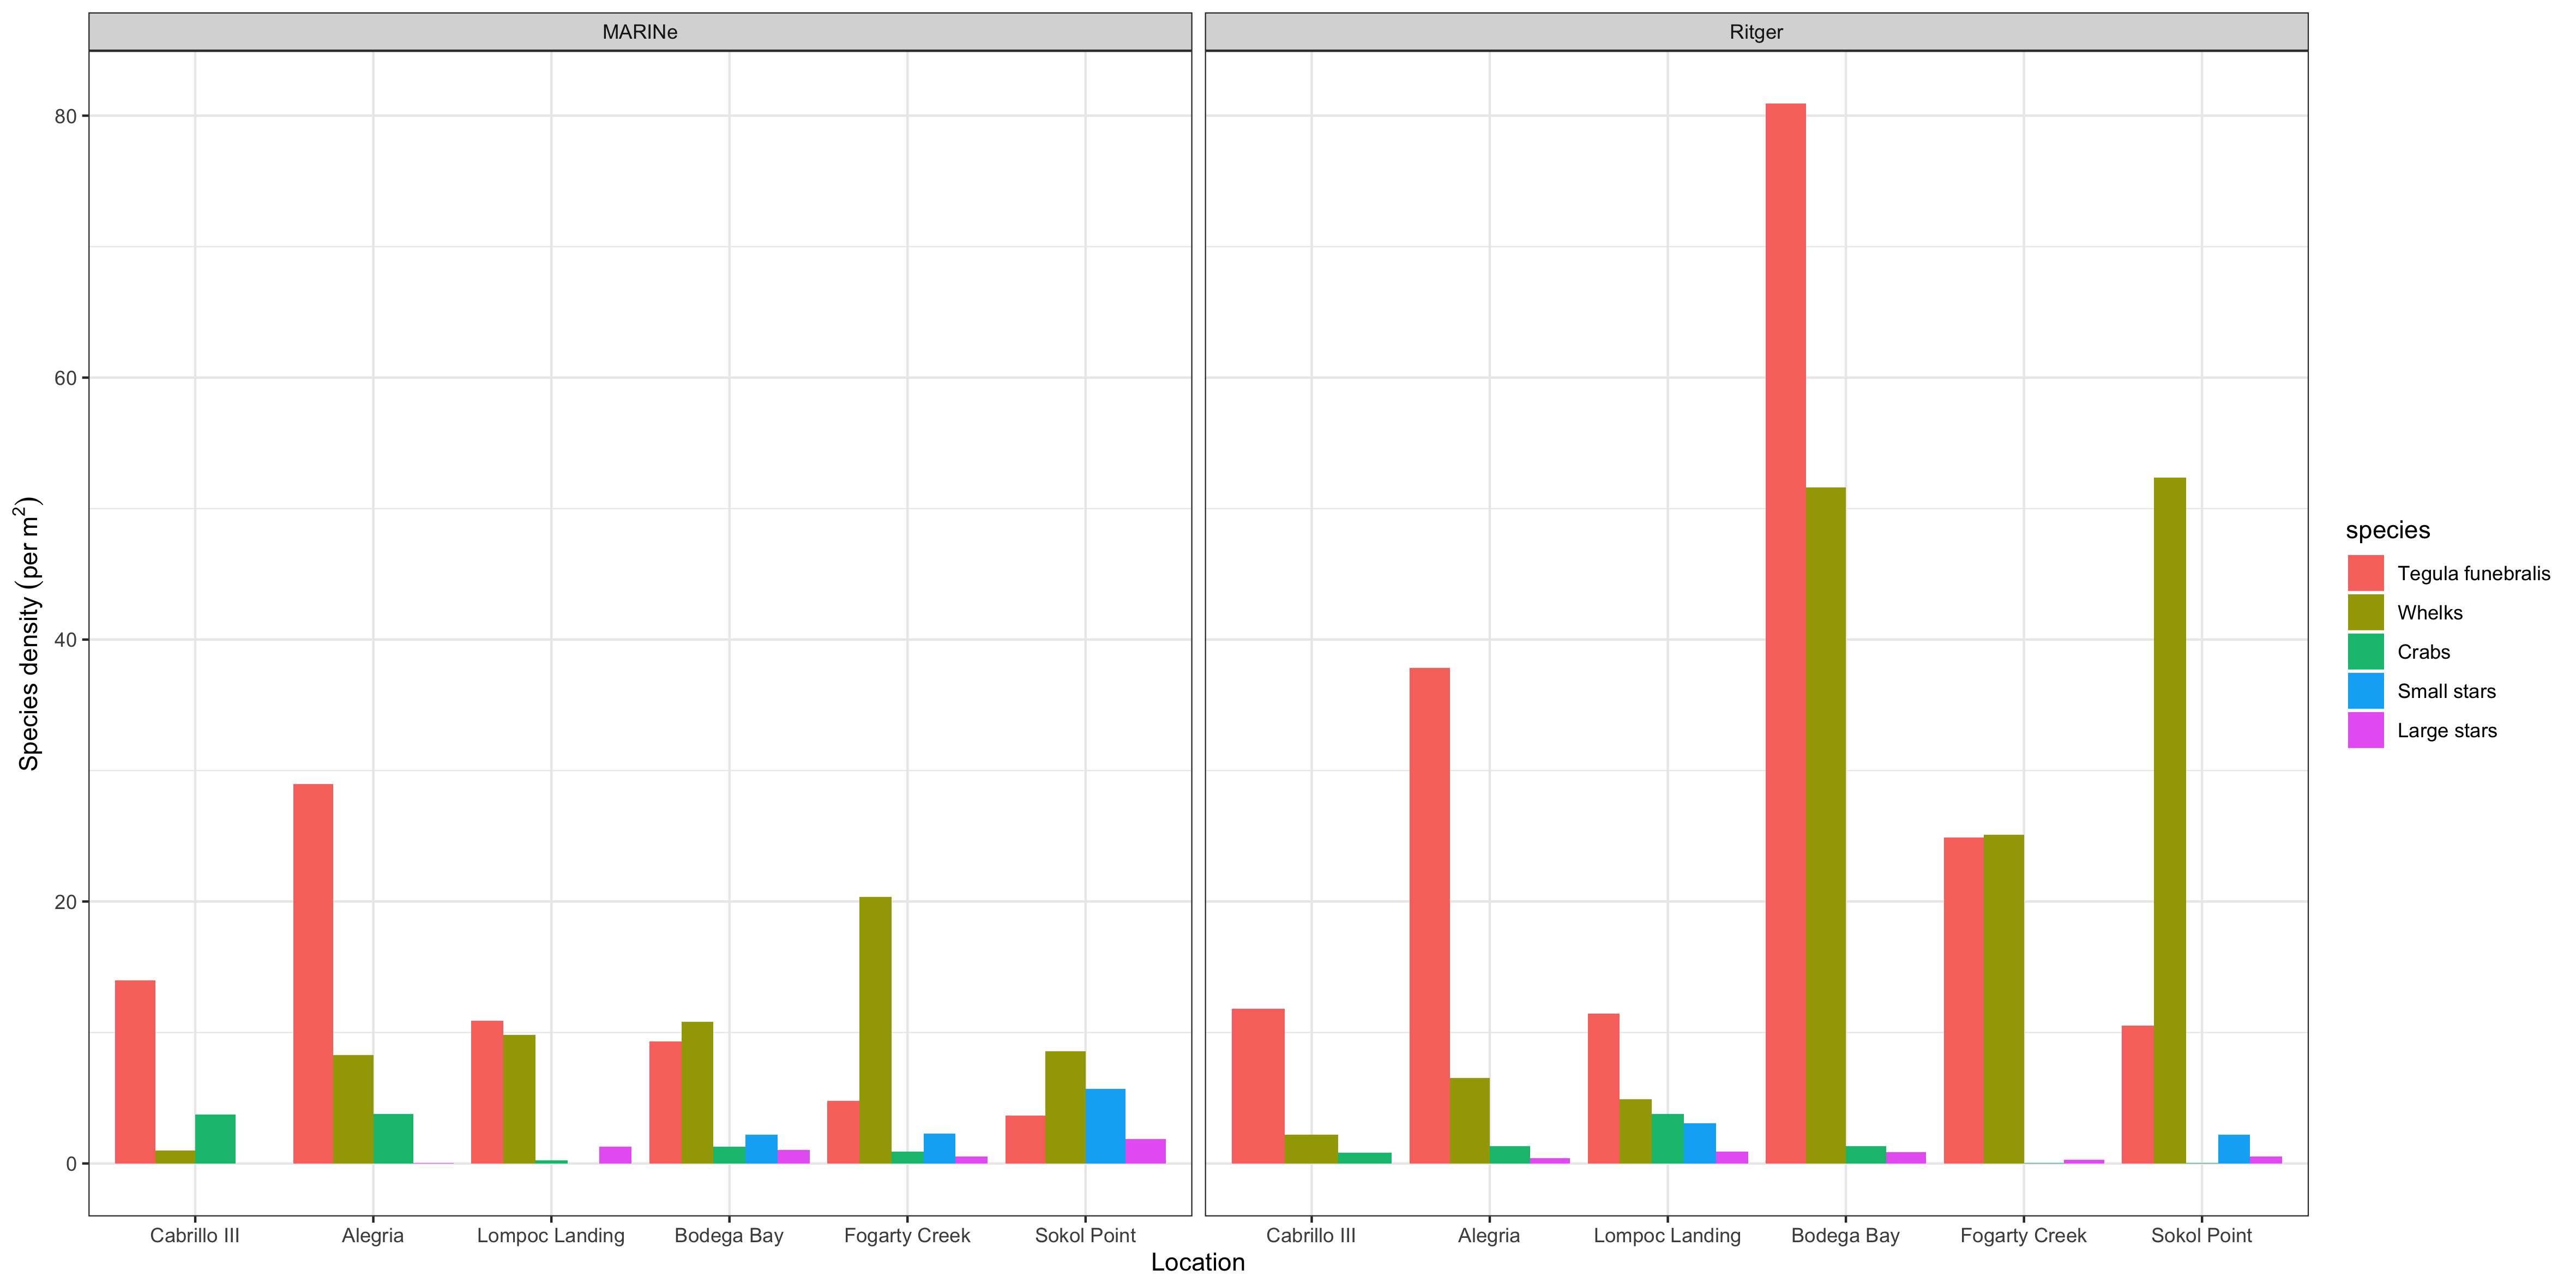 MARINe
Ritger
80
60
40
20
0
Species density (per m²)
Cabrillo III
Alegria
Lompoc Landing
Bodega Bay
Fogarty Creek
Sokol Point
Cabrillo III
Alegria
Lompoc Landing
Bodega Bay
Fogarty Creek
Sokol Point
Location
species
Tegula funebralis
Whelks
Crabs
Small stars
Large stars